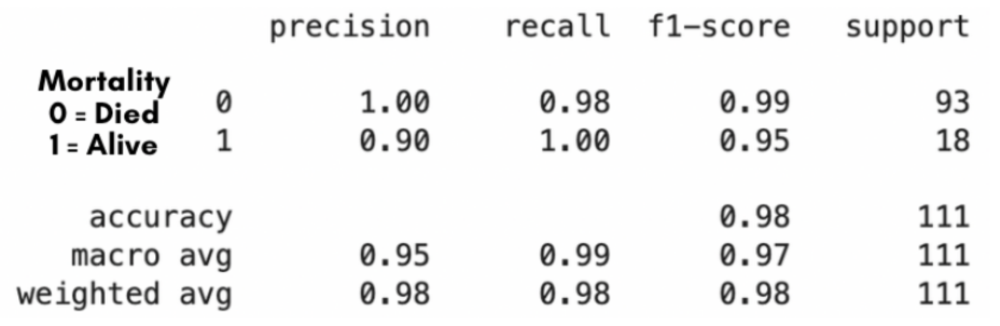 precision recall f1-score support
Mortality
0 = Died
1 = Alive
0 1.00 0.98 0.99 93
1 0.90 1.00 0.95 18
accuracy 0.98 111
macro avg 0.95 0.99 0.97 111
weighted avg 0.98 0.98 0.98 111